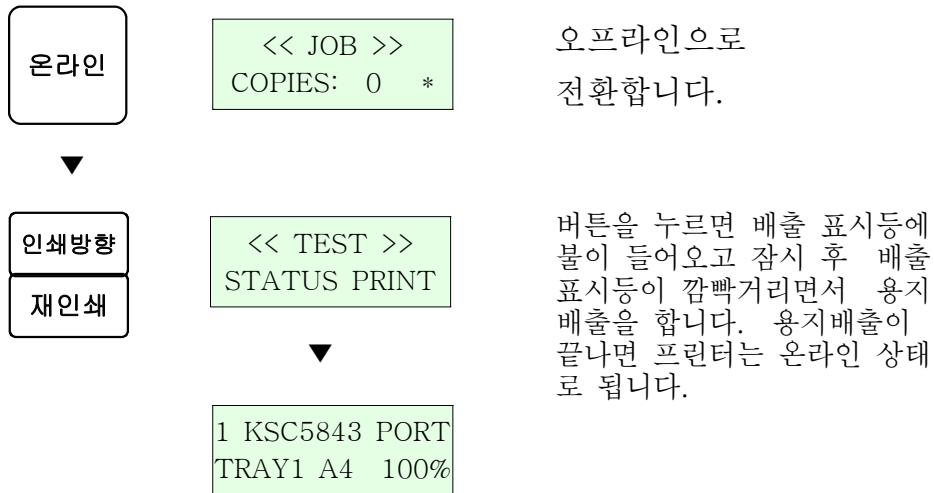 온라인
<< JOB >>
COPIES: 0 *
오프라인으로
전환합니다.
▼
인쇄방향
재인쇄
<< TEST >>
STATUS PRINT
▼
1 KSC5843 PORT
TRAY1 A4 100%
버튼을 누르면 배출 표시등에
불이 들어오고 잠시 후 배출
표시등이 깜빡거리면서 용지
배출을 합니다. 용지배출이
끝나면 프린터는 온라인 상태
로 됩니다.